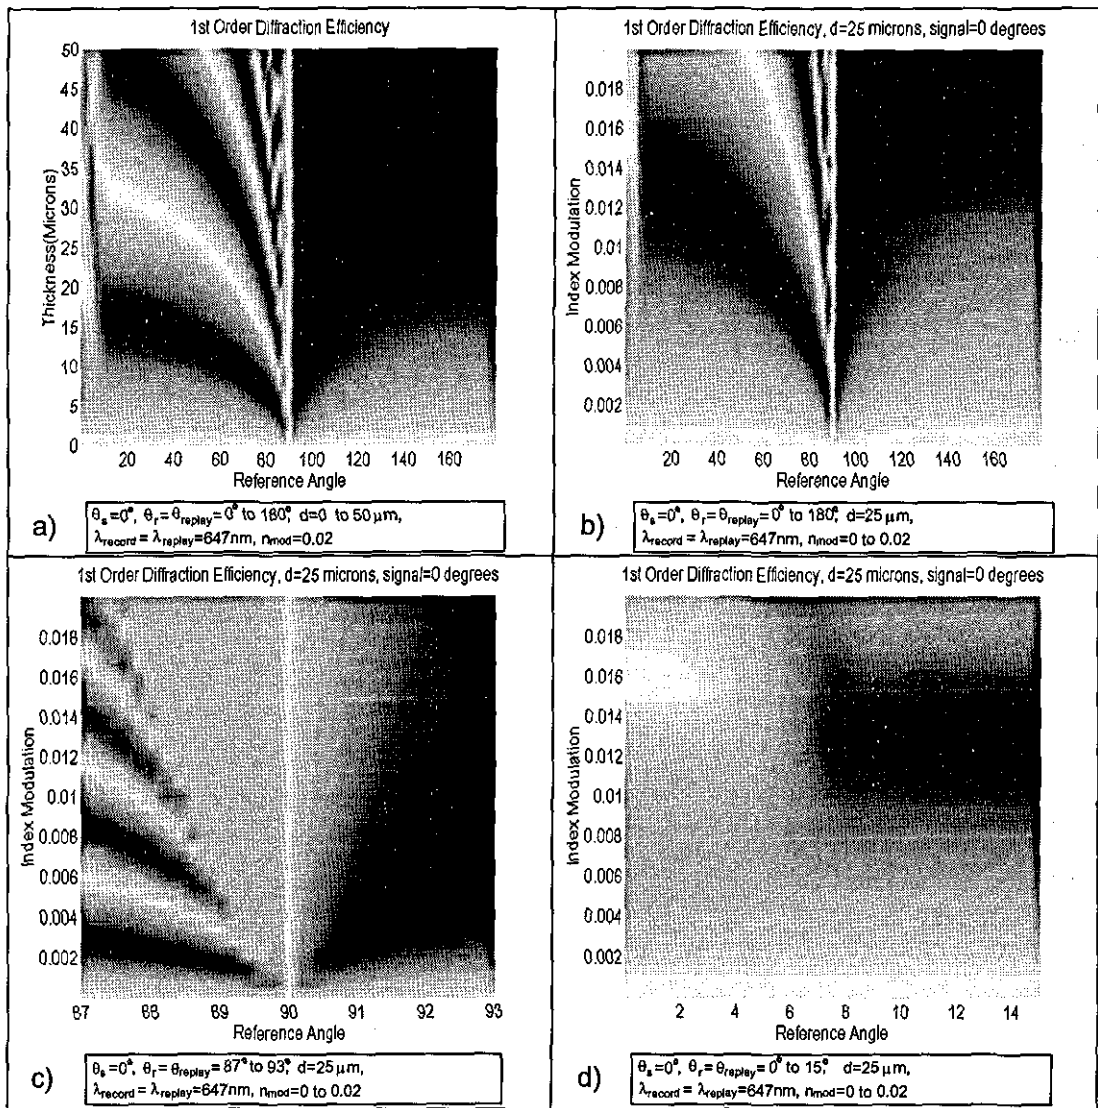 1st Order Diffraction Efficiency
50
45
40
35
30
25
20
15
10
5
0
Thickness(Microns)
20 40 60 80 100 120 140 160
Reference Angle
a)
θs=0°, θr=θreplay=0° to 180°, d=0 to 50 μm,
λrecord = λreplay=647nm, nmod=0.02
1st Order Diffraction Efficiency, d=25 microns, signal=0 degrees
0.018
0.016
0.014
0.012
0.01
0.008
0.006
0.004
0.002
Index Modulation
20 40 60 80 100 120 140 160
Reference Angle
b)
θs=0°, θr=θreplay=0° to 180°, d=25μm,
λrecord = λreplay=647nm, nmod=0 to 0.02
1st Order Diffraction Efficiency, d=25 microns, signal=0 degrees
0.018
0.016
0.014
0.012
0.01
0.008
0.006
0.004
0.002
Index Modulation
87 88 89 90 91 92 93
Reference Angle
c)
θs=0°, θr=θreplay=87° to 93°, d=25μm,
λrecord = λreplay=647nm, nmod=0 to 0.02
1st Order Diffraction Efficiency, d=25 microns, signal=0 degrees
0.018
0.016
0.014
0.012
0.01
0.008
0.006
0.004
0.002
Index Modulation
2 4 6 8 10 12 14
Reference Angle
d)
θs=0°, θr=θreplay=0° to 15°, d=25μm,
λrecord = λreplay=647nm, nmod=0 to 0.02